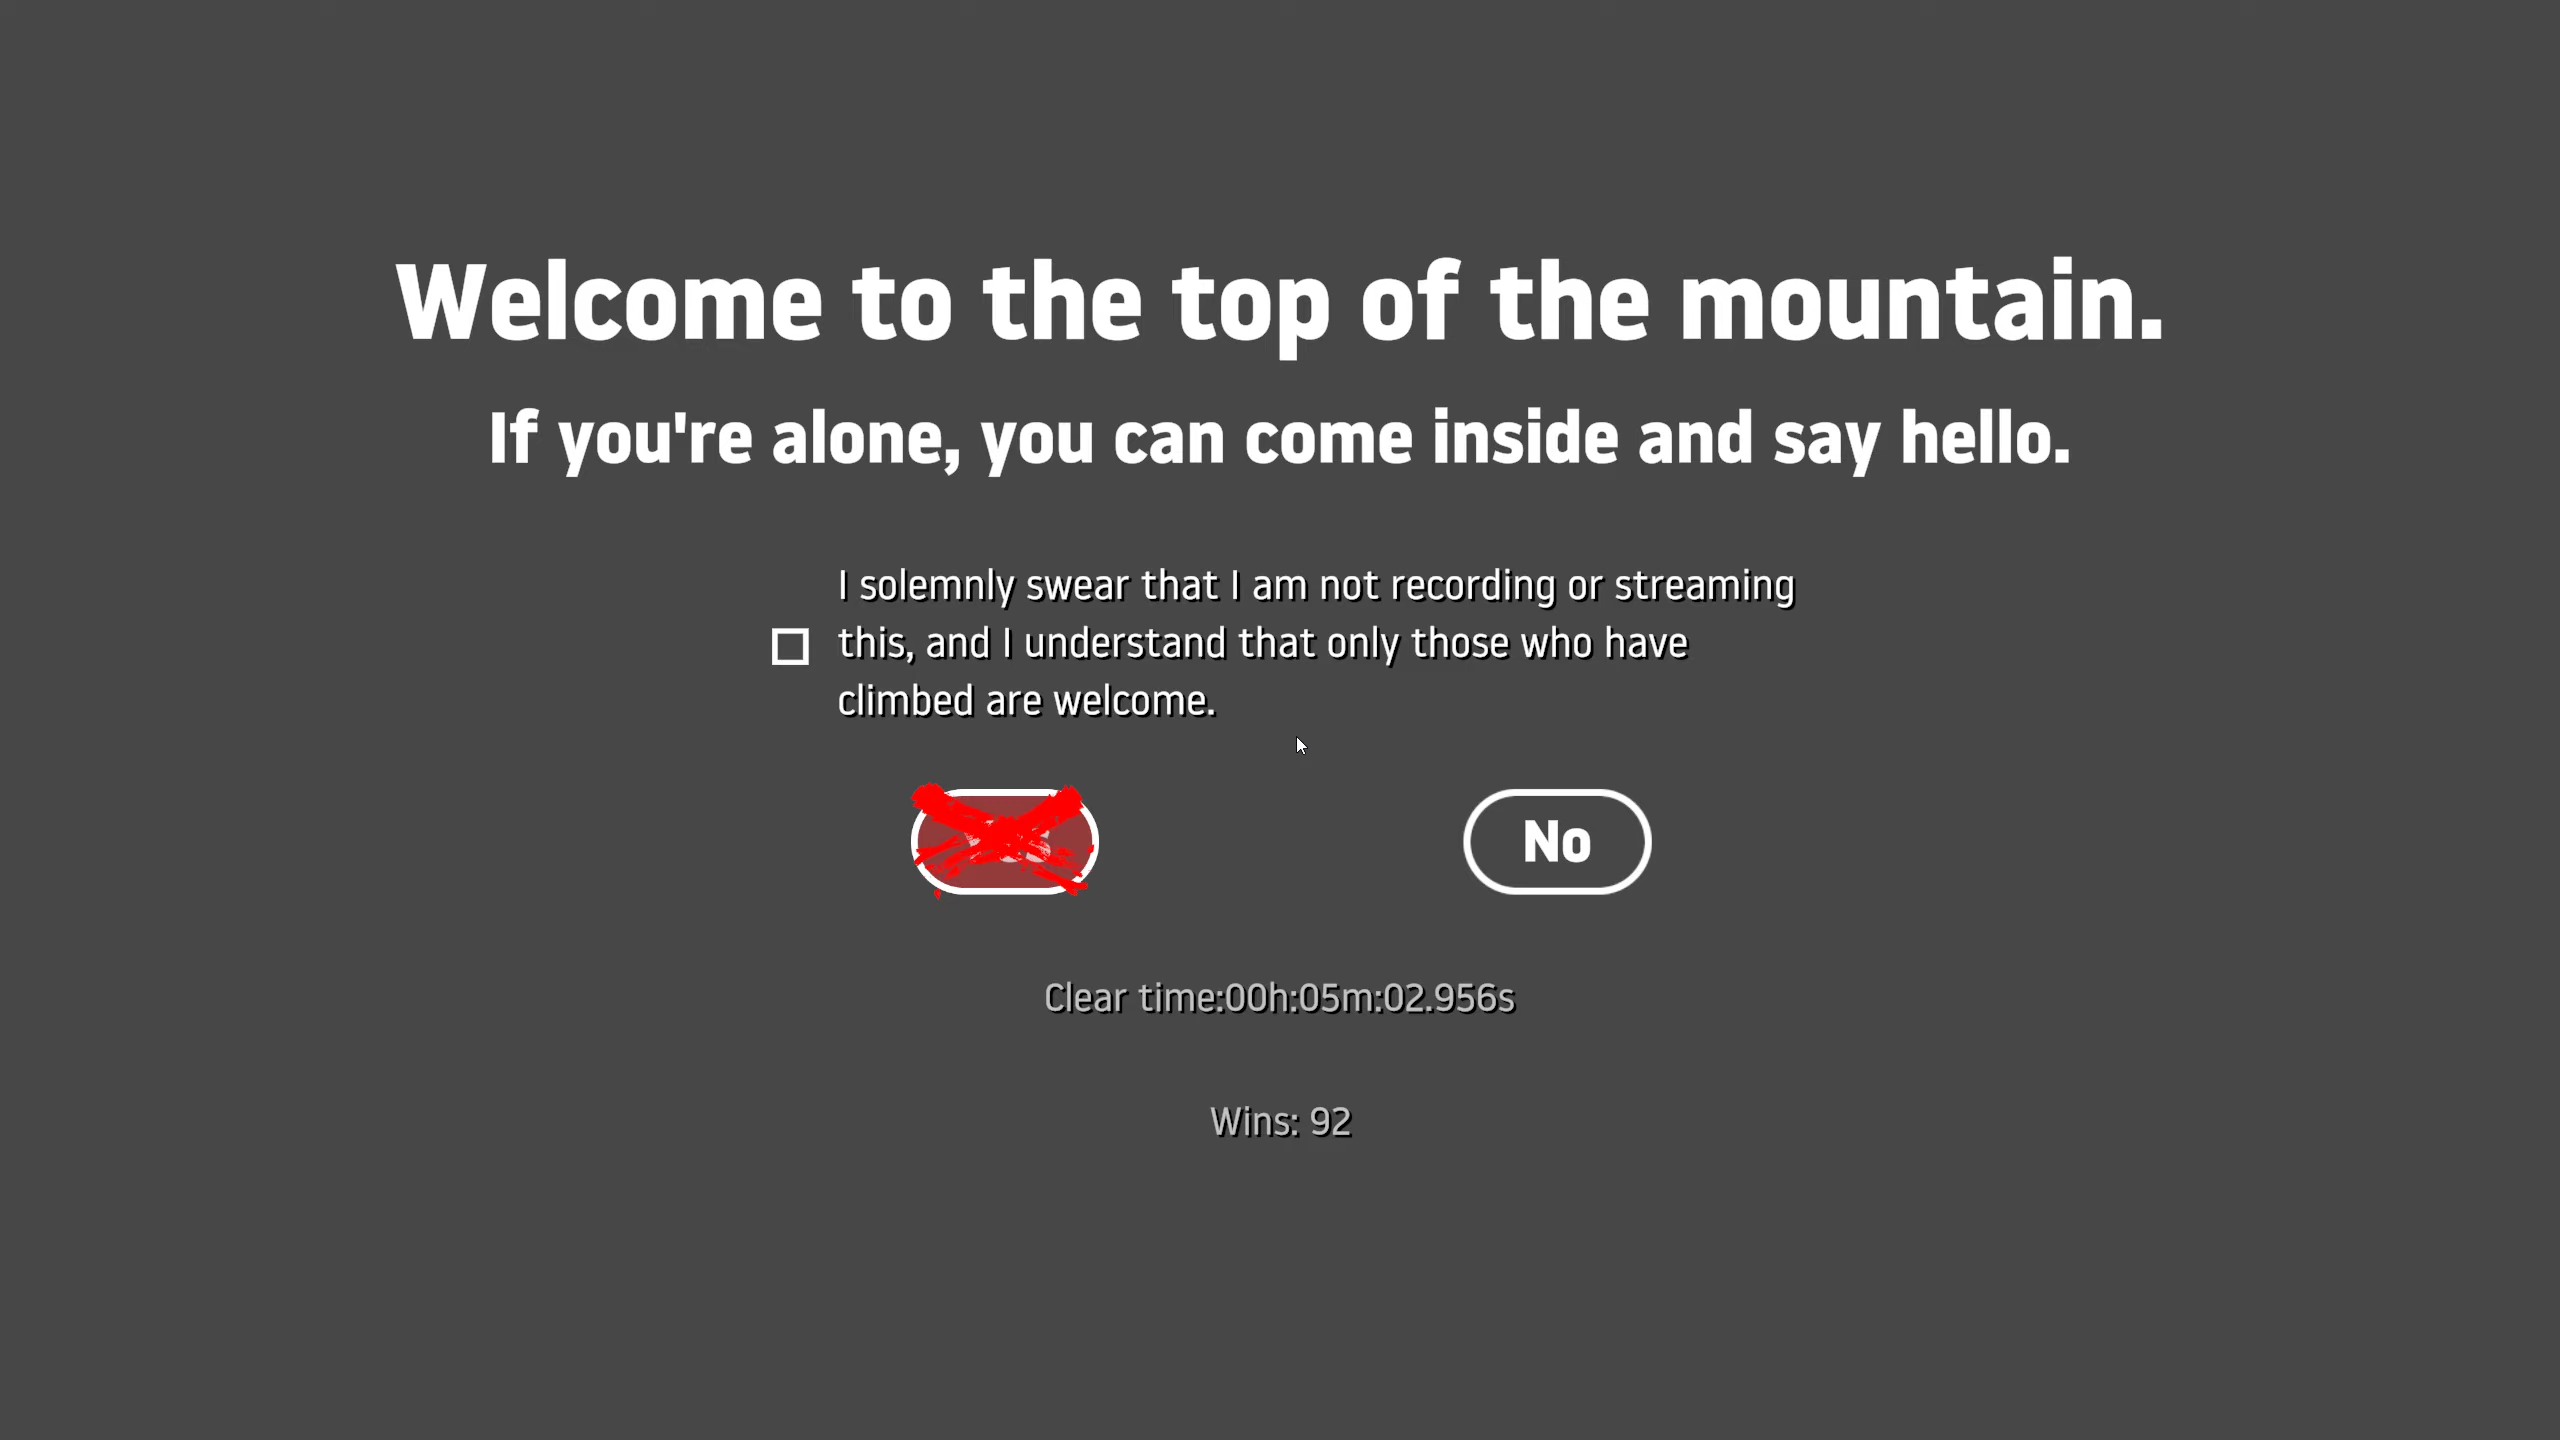 Welcome to the top of the mountain.
If you're alone, you can come inside and say hello.
I solemnly swear that I am not recording or streaming
this, and I understand that only those who have
climbed are welcome.
No
Clear time:00h:05m:02.956s
Wins: 92